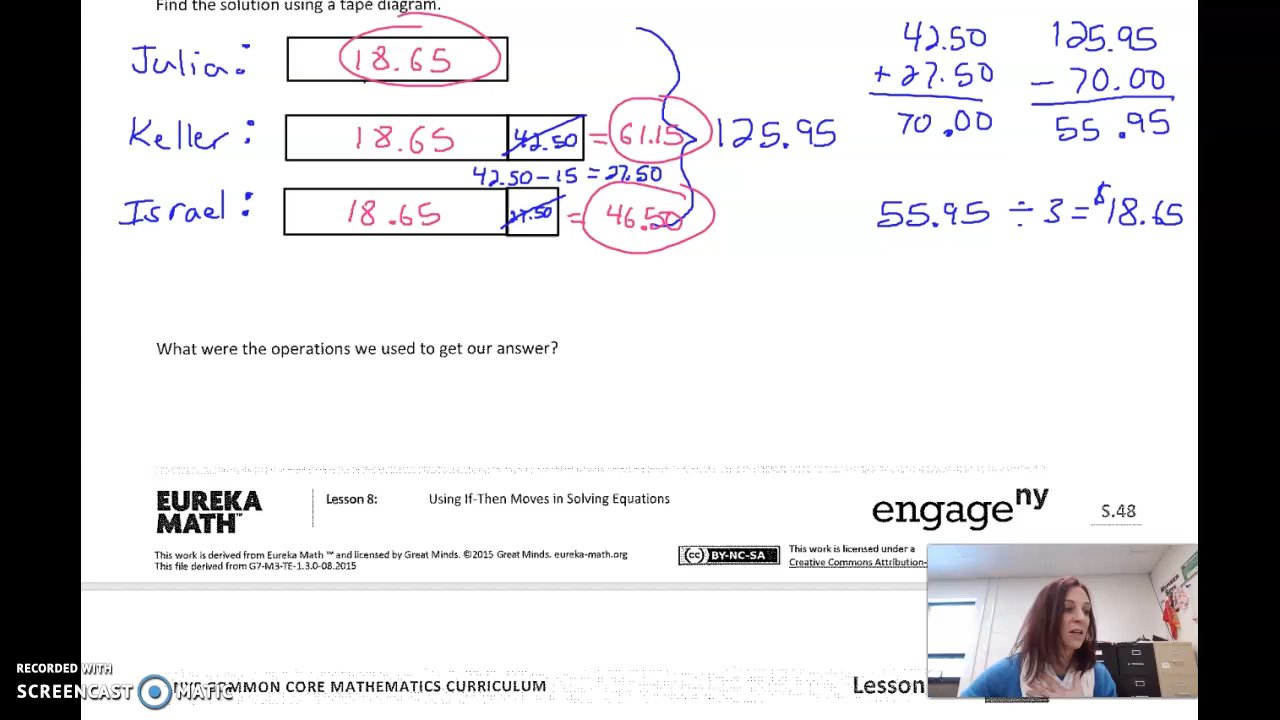 Find the solution using a tape diagram.
Julia: 18.65
Keller: 18.65 42.50 = 61.15 125.95
42.50 - 15 = 27.50
Israel: 18.65 27.50 = 46.50
42.50
+ 27.50
70.00
125.95
- 70.00
55.95
55.95 ÷ 3 = $18.65
What were the operations we used to get our answer?
EUREKA
MATH™
Lesson 8: Using If-Then Moves in Solving Equations
engageny
S.48
This work is derived from Eureka Math ™ and licensed by Great Minds. ©2015 Great Minds. eureka-math.org
This file derived from G7-M3-TE-1.3.0-08.2015
(cc) BY-NC-SA
This work is licensed under a
Creative Commons Attribution-
RECORDED WITH
SCREENCAST MATIC
COMMON CORE MATHEMATICS CURRICULUM
Lesson